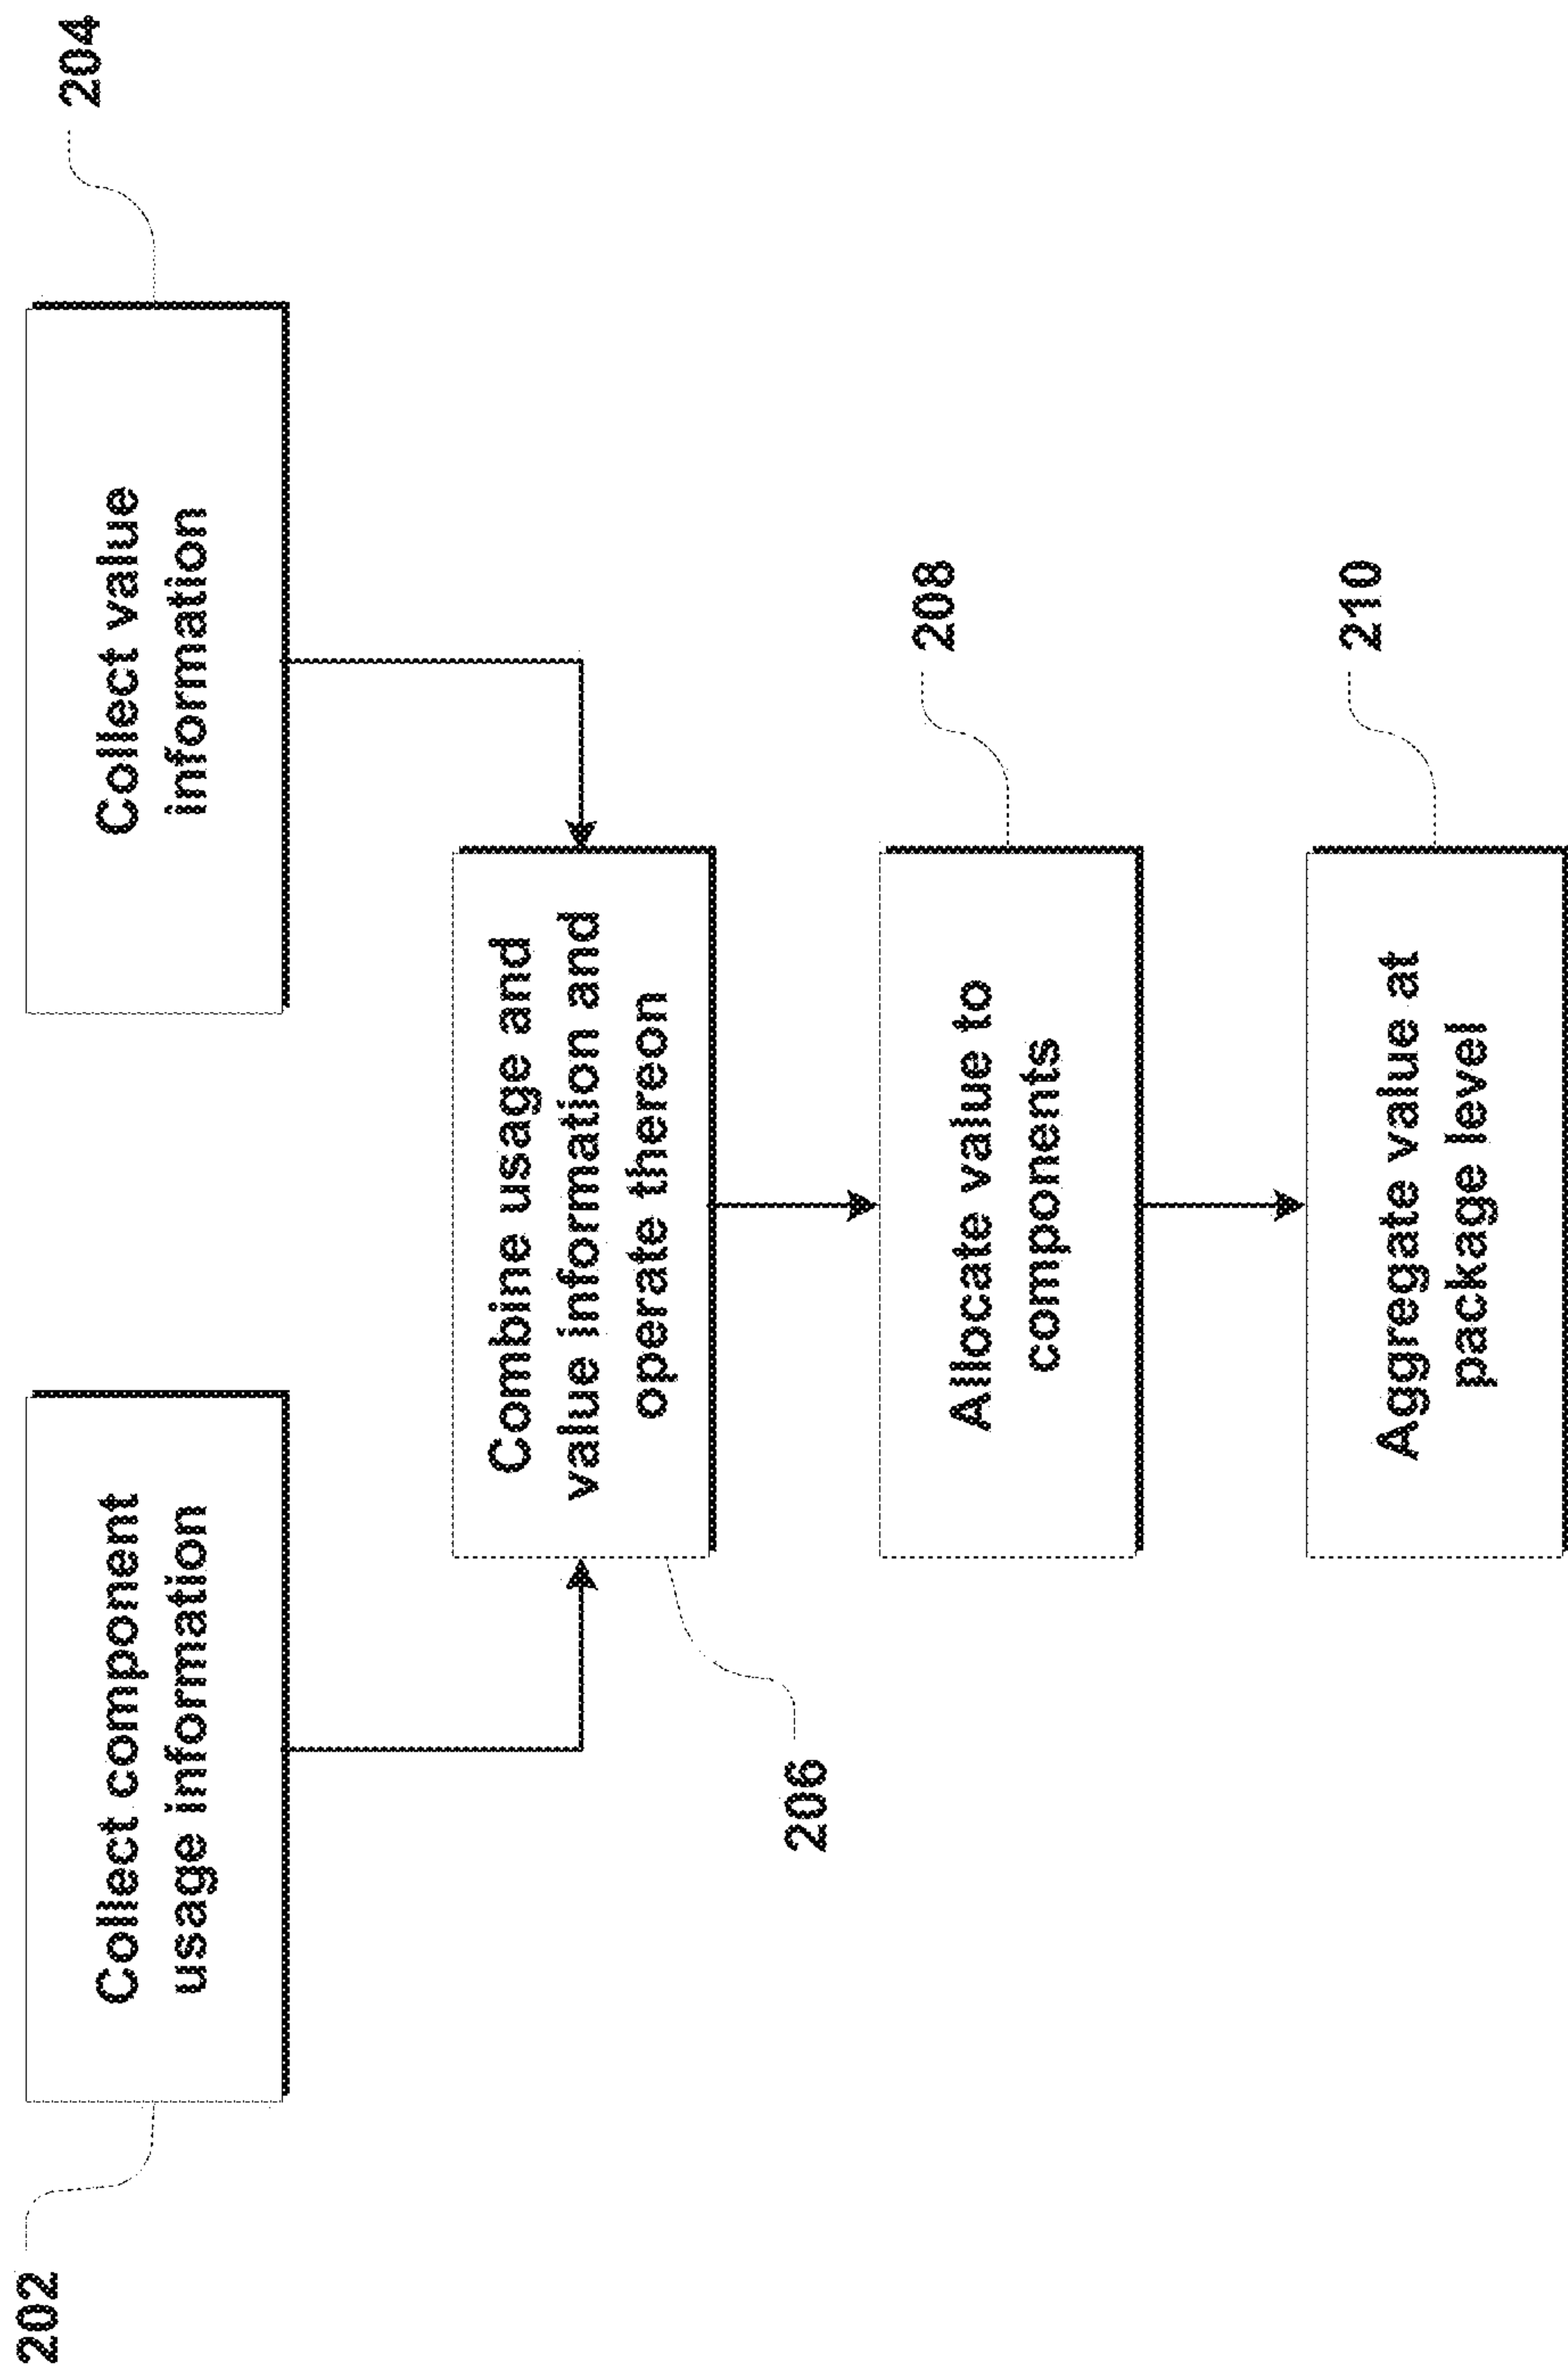 202
Collect component
usage information
Collect value
information
204
Combine usage and
value information and
operate thereon
206
Allocate value to
components
208
Aggregate value at
package level
210